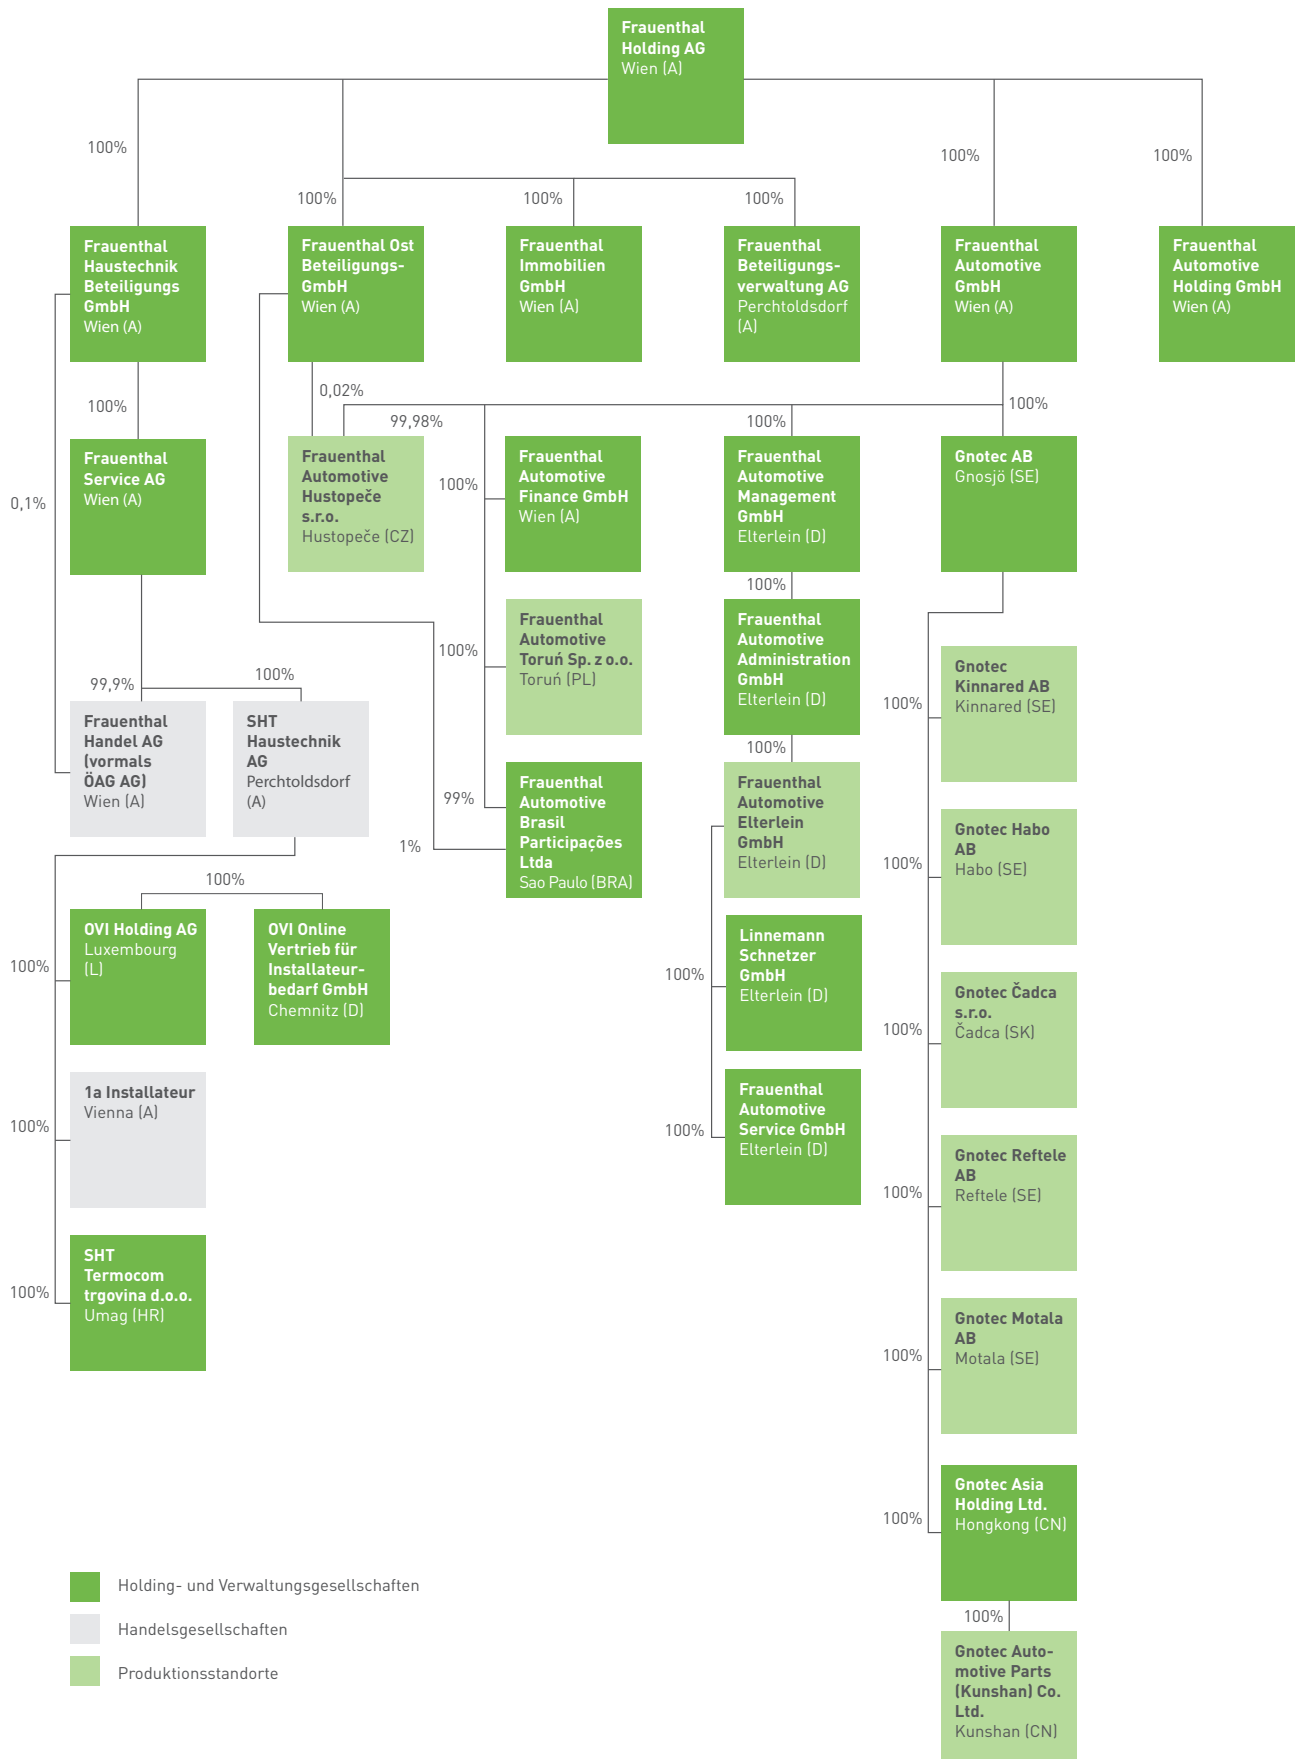 Frauenthal
Holding AG
Wien (A)
100%
100%
100%
100%
100%
100%
Frauenthal
Haustechnik
Beteiligungs
GmbH
Wien (A)
Frauenthal Ost
Beteiligungs-
GmbH
Wien (A)
Frauenthal
Immobilien
GmbH
Wien (A)
Frauenthal
Beteiligungs-
verwaltung AG
Perchtoldsdorf
(A)
Frauenthal
Automotive
GmbH
Wien (A)
Frauenthal
Automotive
Holding GmbH
Wien (A)
100%
0,02%
99,98%
100%
100%
Frauenthal
Service AG
Wien (A)
0,1%
Frauenthal
Automotive
Hustopeče
s.r.o.
Hustopeče (CZ)
100%
Frauenthal
Automotive
Finance GmbH
Wien (A)
Frauenthal
Automotive
Management
GmbH
Elterlein (D)
Gnotec AB
Gnosjö (SE)
100%
100%
Frauenthal
Automotive
Toruń Sp. z o.o.
Toruń (PL)
Frauenthal
Automotive
Administration
GmbH
Elterlein (D)
100%
Gnotec
Kinnared AB
Kinnared (SE)
99,9%
100%
Frauenthal
Handel AG
(vormals
ÖAG AG)
Wien (A)
SHT
Haustechnik
AG
Perchtoldsdorf
(A)
100%
99%
1%
Frauenthal
Automotive
Brasil
Participações
Ltda
Sao Paulo (BRA)
Frauenthal
Automotive
Elterlein
GmbH
Elterlein (D)
100%
Gnotec Habo
AB
Habo (SE)
100%
100%
OVI Holding AG
Luxembourg
(L)
OVI Online
Vertrieb für
Installateur-
bedarf GmbH
Chemnitz (D)
100%
Linnemann
Schnetzer
GmbH
Elterlein (D)
100%
Gnotec Čadca
s.r.o.
Čadca (SK)
100%
1a Installateur
Vienna (A)
100%
Frauenthal
Automotive
Service GmbH
Elterlein (D)
100%
Gnotec Reftele
AB
Reftele (SE)
100%
SHT
Termocom
trgovina d.o.o.
Umag (HR)
100%
Gnotec Motala
AB
Motala (SE)
100%
Gnotec Asia
Holding Ltd.
Hongkong (CN)
100%
Gnotec Auto-
motive Parts
(Kunshan) Co.
Ltd.
Kunshan (CN)
Holding- und Verwaltungsgesellschaften
Handelsgesellschaften
Produktionsstandorte